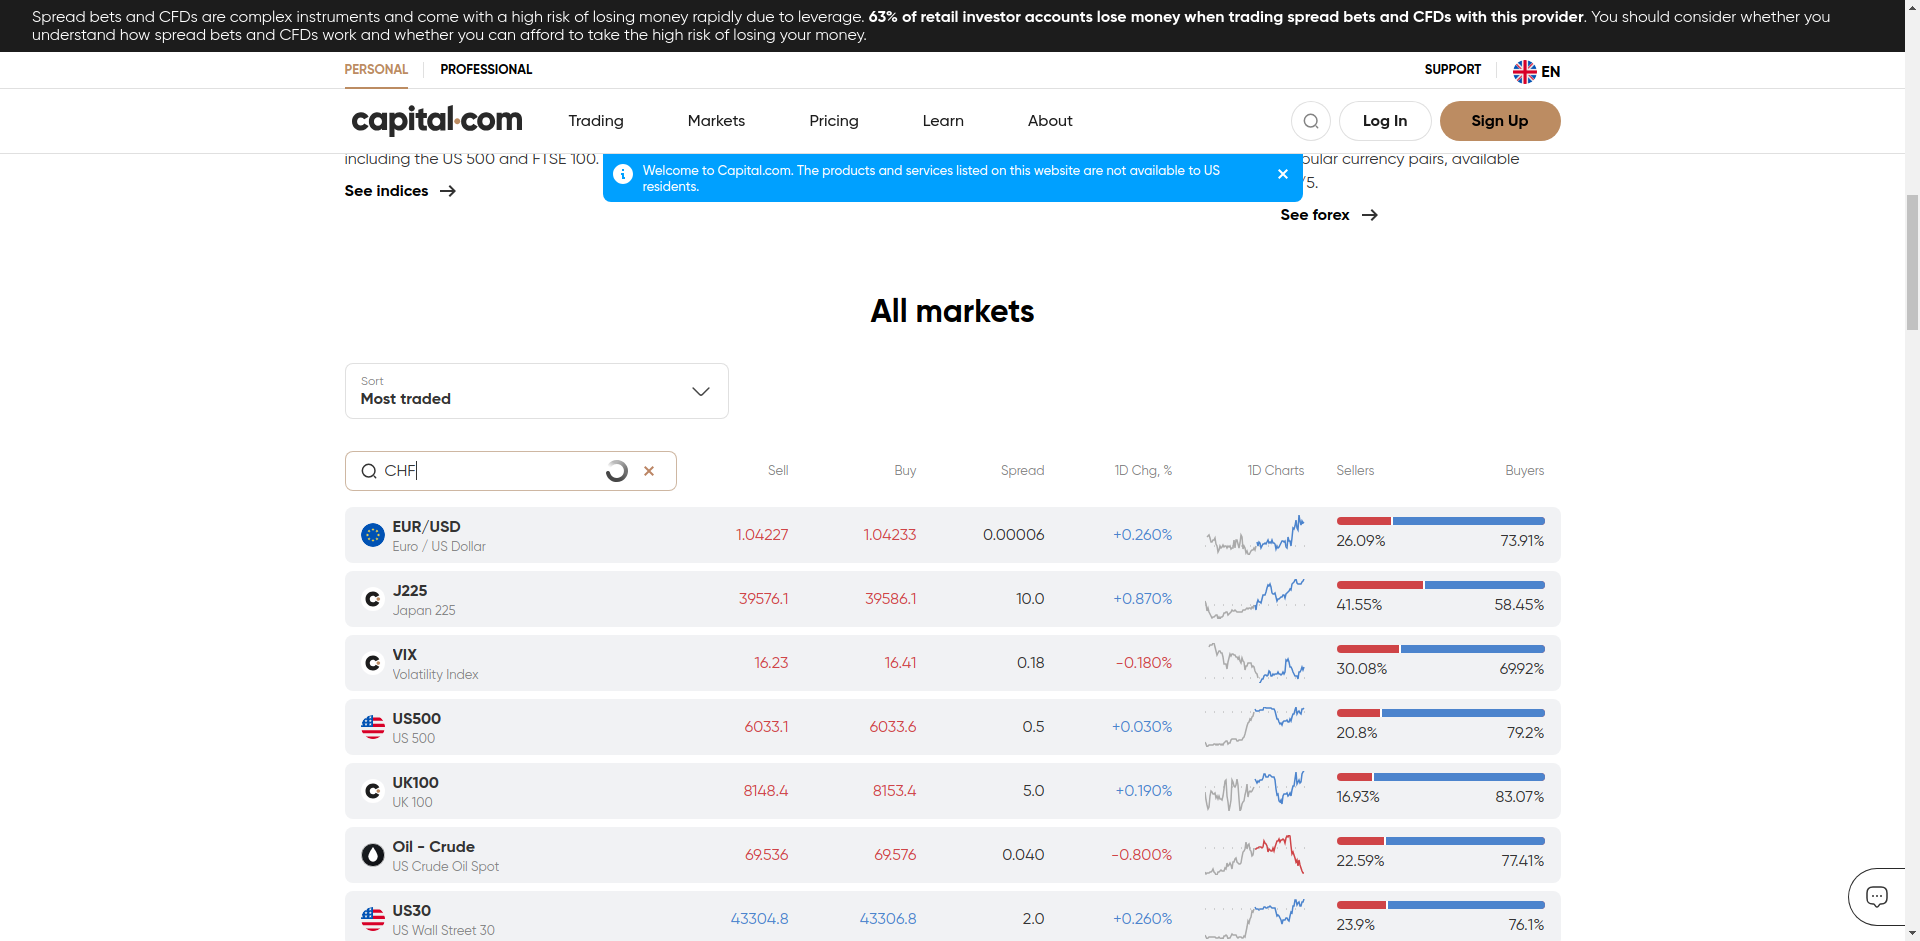 Spread bets and CFDs are complex instruments and come with a high risk of losing money rapidly due to leverage. 63% of retail investor accounts lose money when trading spread bets and CFDs with this provider. You should consider whether you
understand how spread bets and CFDs work and whether you can afford to take the high risk of losing your money.
PERSONAL PROFESSIONAL SUPPORT EN
capital.com Trading Markets Pricing Learn About Log In Sign Up
including the US 500 and FTSE 100.
Welcome to Capital.com. The products and services listed on this website are not available to US
residents.
pular currency pairs, available
/5.
See indices
See forex
All markets
Sort
Most traded
CHF Sell Buy Spread 1D Chg, % 1D Charts Sellers Buyers
EUR/USD
Euro / US Dollar
1.04227 1.04233 0.00006 +0.260% 26.09% 73.91%
J225
Japan 225
39576.1 39586.1 10.0 +0.870% 41.55% 58.45%
VIX
Volatility Index
16.23 16.41 0.18 -0.180% 30.08% 69.92%
US500
US 500
6033.1 6033.6 0.5 +0.030% 20.8% 79.2%
UK100
UK 100
8148.4 8153.4 5.0 +0.190% 16.93% 83.07%
Oil - Crude
US Crude Oil Spot
69.536 69.576 0.040 -0.800% 22.59% 77.41%
US30
US Wall Street 30
43304.8 43306.8 2.0 +0.260% 23.9% 76.1%